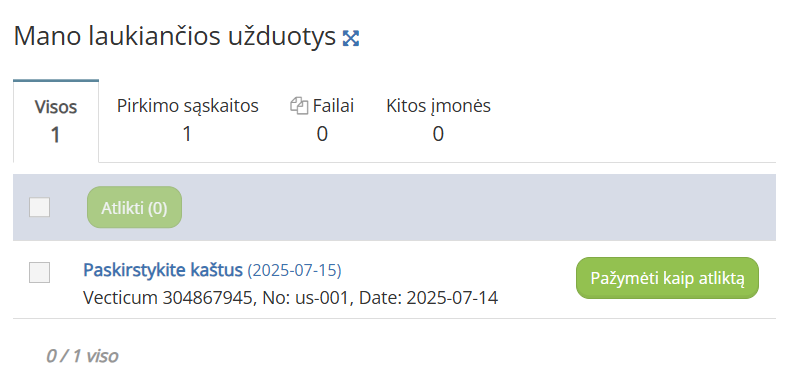 Mano laukiančios užduotys
Visos Pirkimo sąskaitos Failai Kitos įmonės
1 1 0 0
Atlikti (0)
Paskirstykite kaštus (2025-07-15)
Vecticum 304867945, No: us-001, Date: 2025-07-14
Pažymėti kaip atliktą
0 / 1 viso